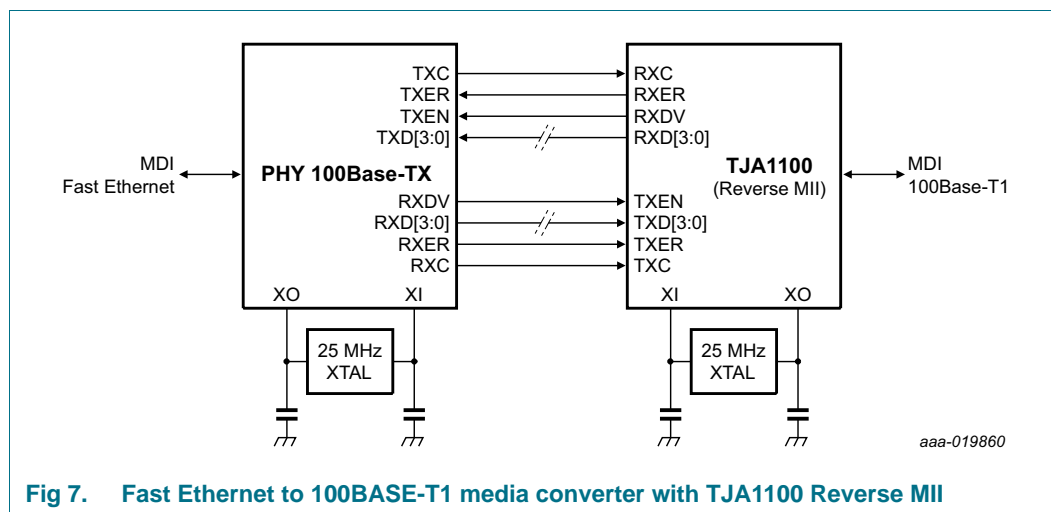 TXC
TXER
TXEN
TXD[3:0]
MDI
Fast Ethernet
PHY 100Base-TX
RXDV
RXD[3:0]
RXER
RXC
XO
XI
25 MHz
XTAL
RXC
RXER
RXDV
RXD[3:0]
TJA1100
(Reverse MII)
MDI
100Base-T1
TXEN
TXD[3:0]
TXER
TXC
XI
XO
25 MHz
XTAL
aaa-019860
Fig 7. Fast Ethernet to 100BASE-T1 media converter with TJA1100 Reverse MII